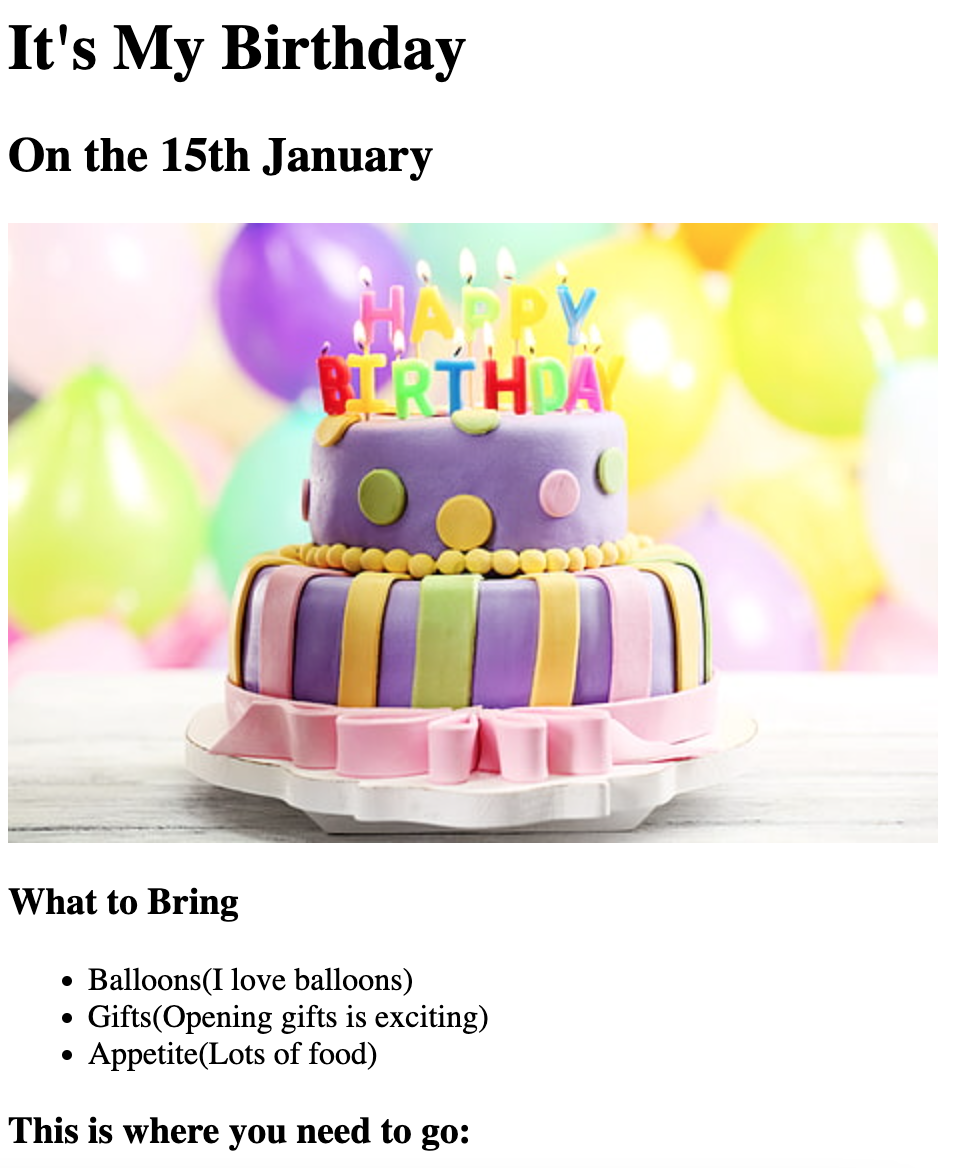 It's My Birthday
On the 15th January
HAPPY
BIRTHDAY
What to Bring
Balloons(I love balloons)
Gifts(Opening gifts is exciting)
Appetite(Lots of food)
This is where you need to go: